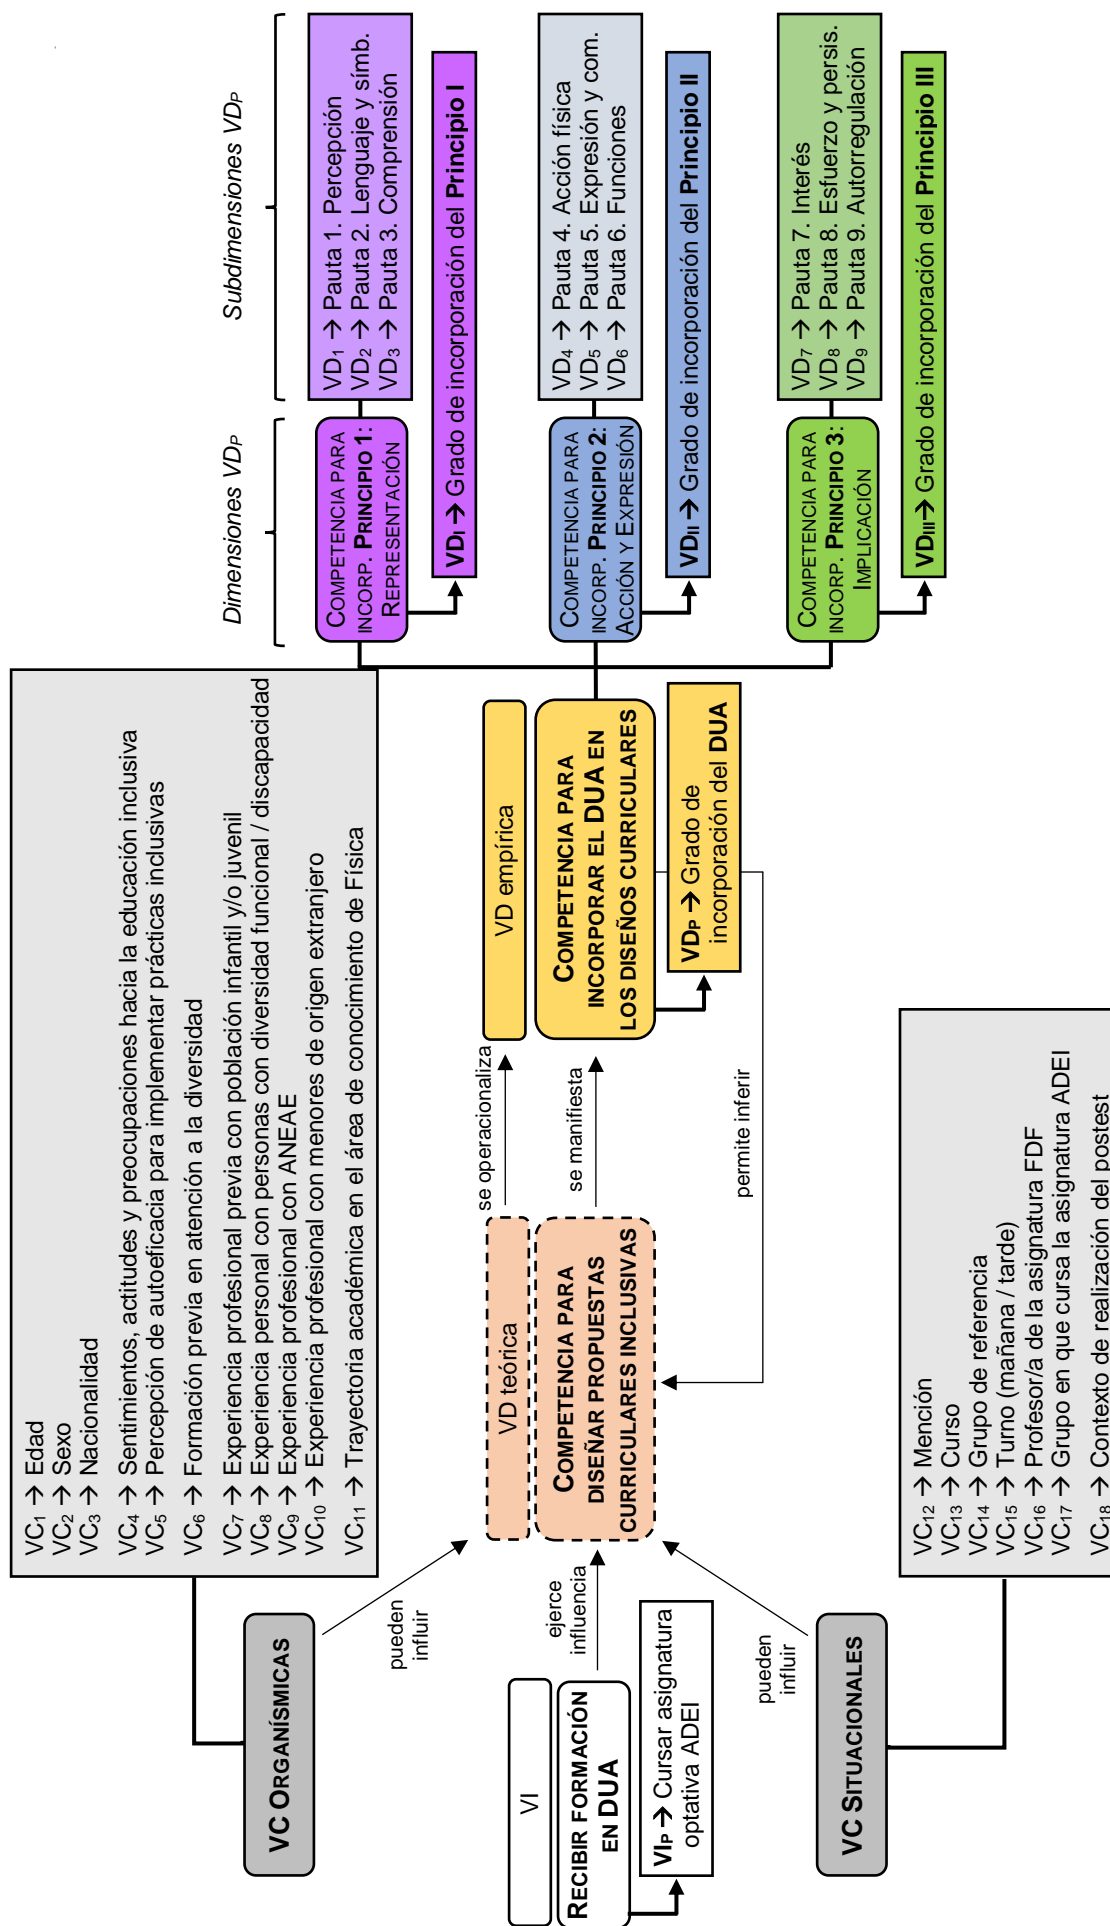 VC ORGANÍSMICAS
VC1 → Edad
VC2 → Sexo
VC3 → Nacionalidad
VC4 → Sentimientos, actitudes y preocupaciones hacia la educación inclusiva
VC5 → Percepción de autoeficacia para implementar prácticas inclusivas
VC6 → Formación previa en atención a la diversidad
VC7 → Experiencia profesional previa con población infantil y/o juvenil
VC8 → Experiencia personal con personas con diversidad funcional / discapacidad
VC9 → Experiencia profesional con ANEAE
VC10 → Experiencia profesional con menores de origen extranjero
VC11 → Trayectoria académica en el área de conocimiento de Física
pueden
influir
VI
RECIBIR FORMACIÓN
EN DUA
VIP → Cursar asignatura
optativa ADEI
ejerce
influencia
VD teórica
COMPETENCIA PARA
DISEÑAR PROPUESTAS
CURRICULARES INCLUSIVAS
se operacionaliza
se manifiesta
permite inferir
VD empírica
COMPETENCIA PARA
INCORPORAR EL DUA EN
LOS DISEÑOS CURRICULARES
VDP → Grado de
incorporación del DUA
VC SITUACIONALES
pueden
influir
VC12 → Mención
VC13 → Curso
VC14 → Grupo de referencia
VC15 → Turno (mañana / tarde)
VC16 → Profesor/a de la asignatura FDF
VC17 → Grupo en que cursa la asignatura ADEI
VC18 → Contexto de realización del postest
Dimensiones VDP
Subdimensiones VDP
COMPETENCIA PARA
INCORP. PRINCIPIO 1:
REPRESENTACIÓN
VD1 → Pauta 1. Percepción
VD2 → Pauta 2. Lenguaje y símb.
VD3 → Pauta 3. Comprensión
VDI → Grado de incorporación del Principio I
COMPETENCIA PARA
INCORP. PRINCIPIO 2:
ACCIÓN Y EXPRESIÓN
VD4 → Pauta 4. Acción física
VD5 → Pauta 5. Expresión y com.
VD6 → Pauta 6. Funciones
VDII → Grado de incorporación del Principio II
COMPETENCIA PARA
INCORP. PRINCIPIO 3:
IMPLICACIÓN
VD7 → Pauta 7. Interés
VD8 → Pauta 8. Esfuerzo y persis.
VD9 → Pauta 9. Autorregulación
VDIII → Grado de incorporación del Principio III